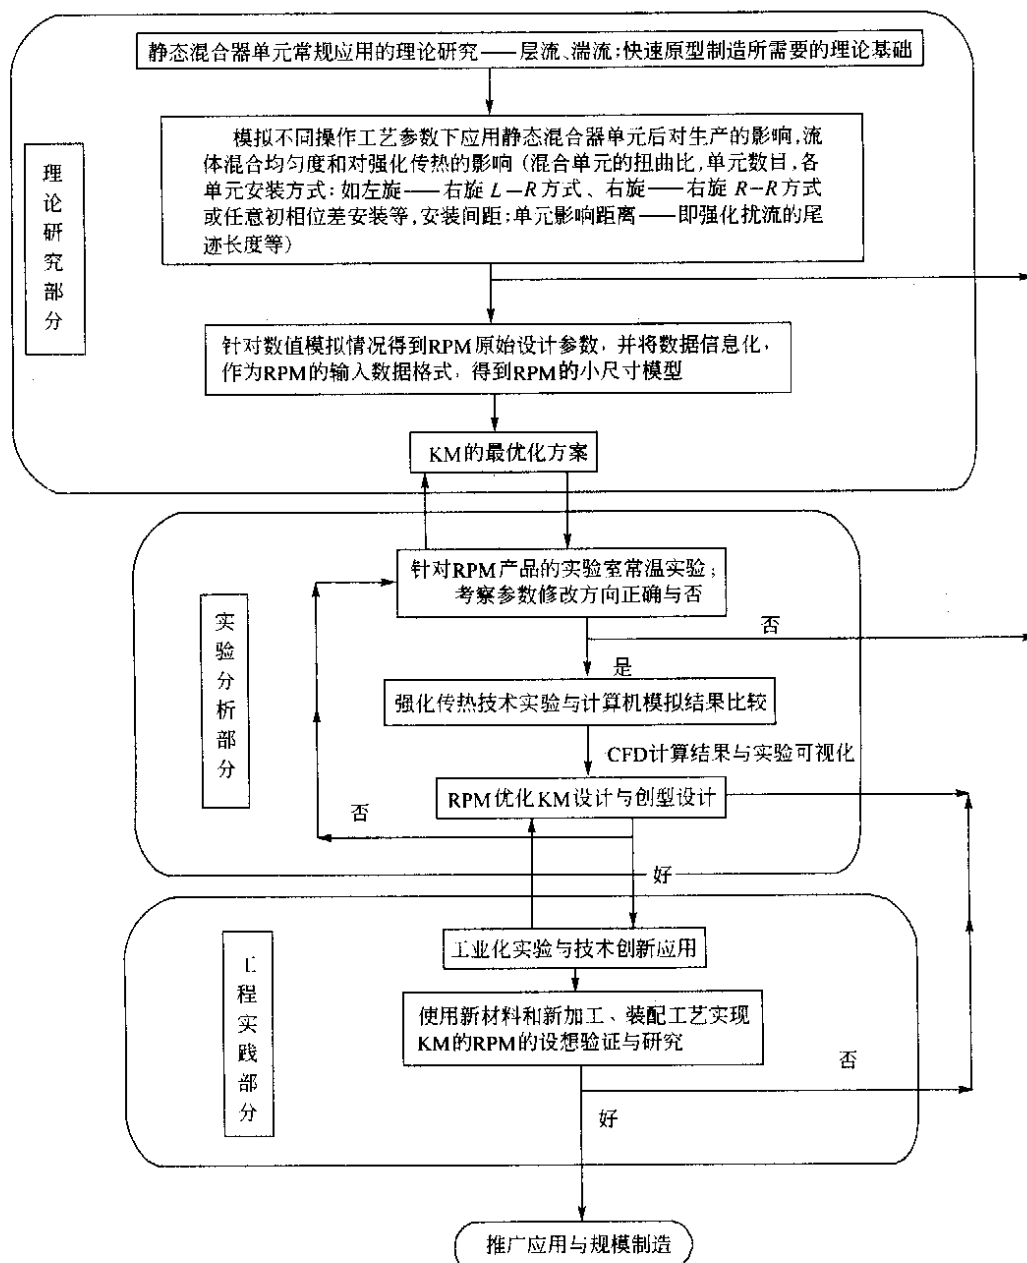 静态混合器单元常规应用的理论研究——层流、湍流;快速原型制造所需要的理论基础
模拟不同操作工艺参数下应用静态混合器单元后对生产的影响,流
体混合均匀度和对强化传热的影响(混合单元的扭曲比,单元数目,各
单元安装方式:如左旋——右旋 L-R方式、右旋——右旋 R-R方式
或任意初相位差安装等,安装间距;单元影响距离——即强化扰流的尾
迹长度等)
理论研究部分
针对数值模拟情况得到RPM原始设计参数,并将数据信息化,
作为RPM的输入数据格式,得到RPM的小尺寸模型
KM的最优化方案
针对RPM产品的实验室常温实验;
考察参数修改方向正确与否
否
是
实验分析部分
强化传热技术实验与计算机模拟结果比较
CFD计算结果与实验可视化
RPM优化KM设计与创型设计
否
好
工业化实验与技术创新应用
工程实践部分
使用新材料和新加工、装配工艺实现
KM的RPM的设想验证与研究
否
好
推广应用与规模制造